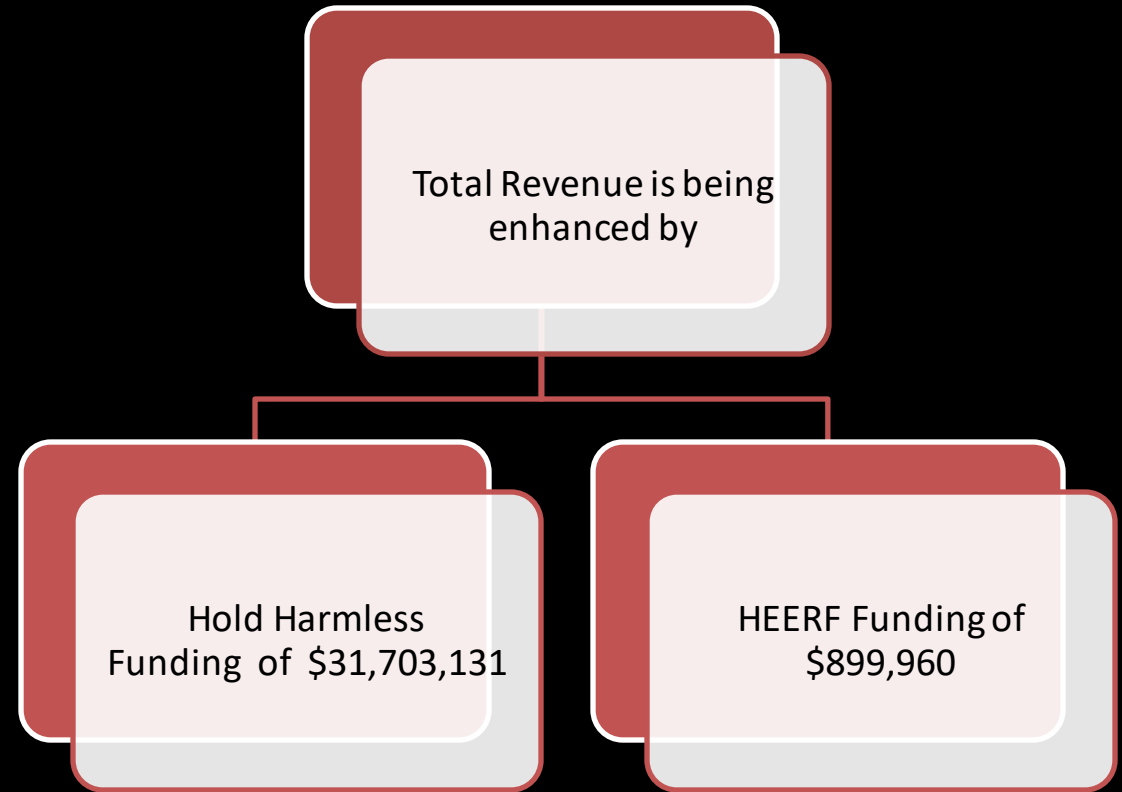 Total Revenue is being
enhanced by
Hold Harmless
Funding of $31,703,131
HEERF Funding of
$899,960